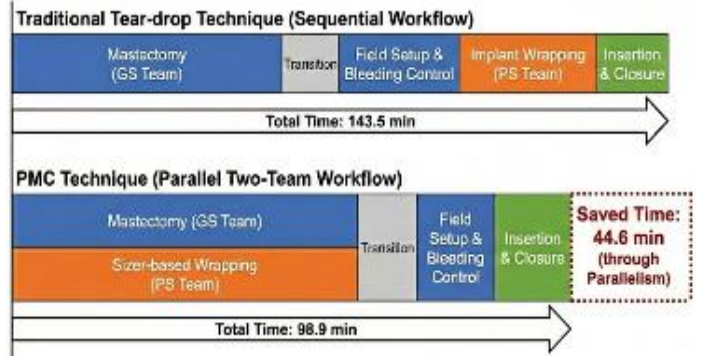 Traditional Tear-drop Technique (Sequential Workflow)
Mastectomy
(GS Team)
Transition
Field Setup &
Bleeding Control
Implant Wrapping
(PS Team)
Insertion
& Closure
Total Time: 143.5 min
PMC Technique (Parallel Two-Team Workflow)
Mastectomy (GS Team)
Sizer-based Wrapping
(PS Team)
Transition
Field
Setup &
Bleeding
Control
Insertion
& Closure
Saved Time:
44.6 min
(through
Parallelism)
Total Time: 98.9 min